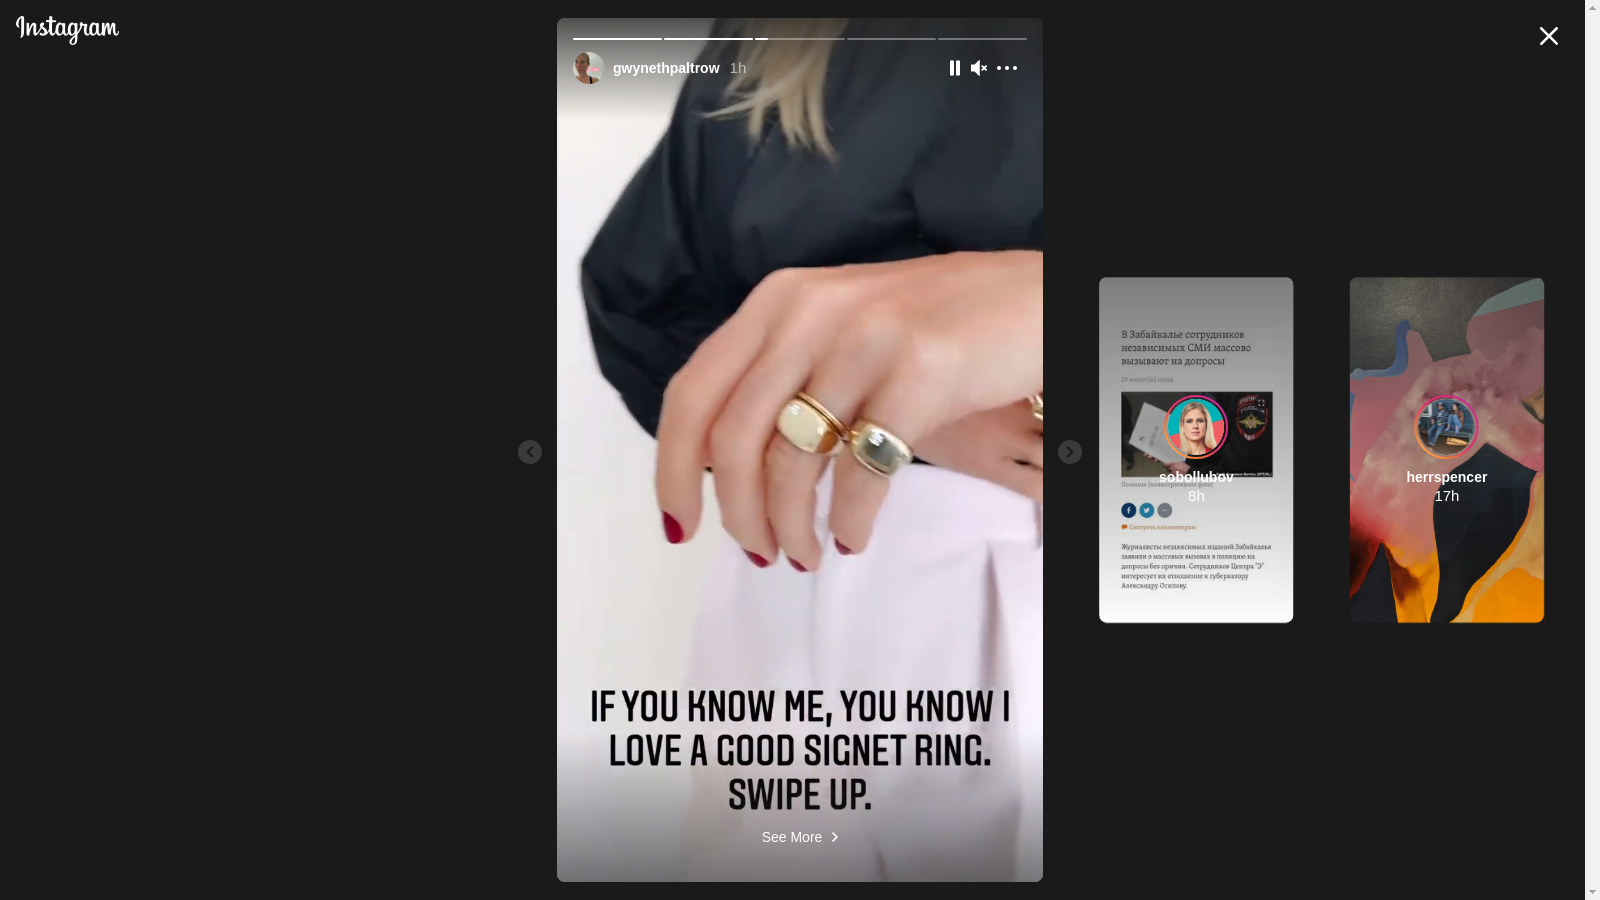 Instagram
gwynethpaltrow 1h
IF YOU KNOW ME, YOU KNOW I
LOVE A GOOD SIGNET RING.
SWIPE UP.
See More
В Забайкалье сотрудников
независимых СМИ массово
вызывают на допросы
sobollubov
8h
Смотреть комментарии
Журналисты независимых изданий Забайкалья
заявили о массовых вызовах в полицию на
допросы без причин. Сотрудников Центра "Э"
интересует их отношение к губернатору
Александру Осипову.
herrspencer
17h